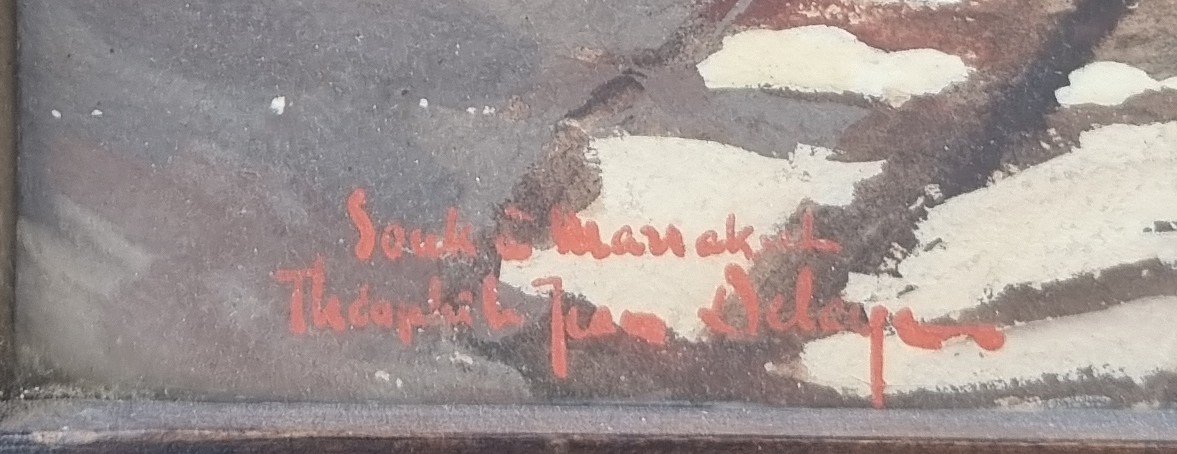 Souk à Marrakech
Théophile Jean Delaye